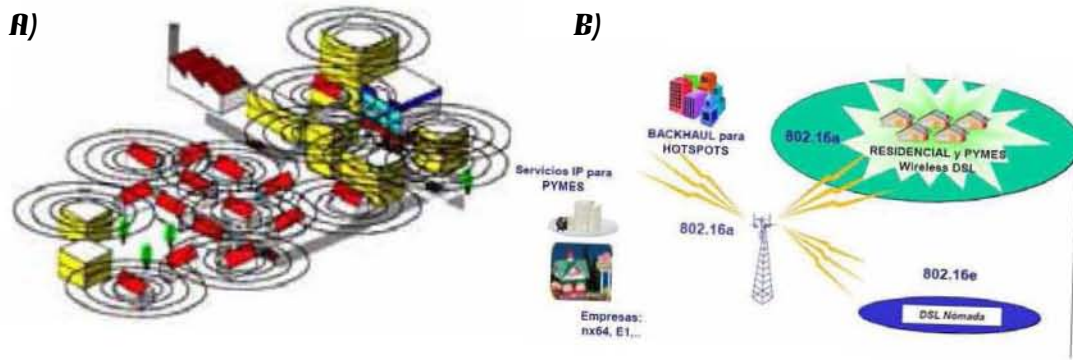 A)
B)
BACKHAUL para
HOTSPOTS
802.16a
RESIDENCIAL y PYMES
Wireless DSL
Servicios IP para
PYMES
802.16a
802.16e
DSL Nómada
Empresas:
nx64, E1,..